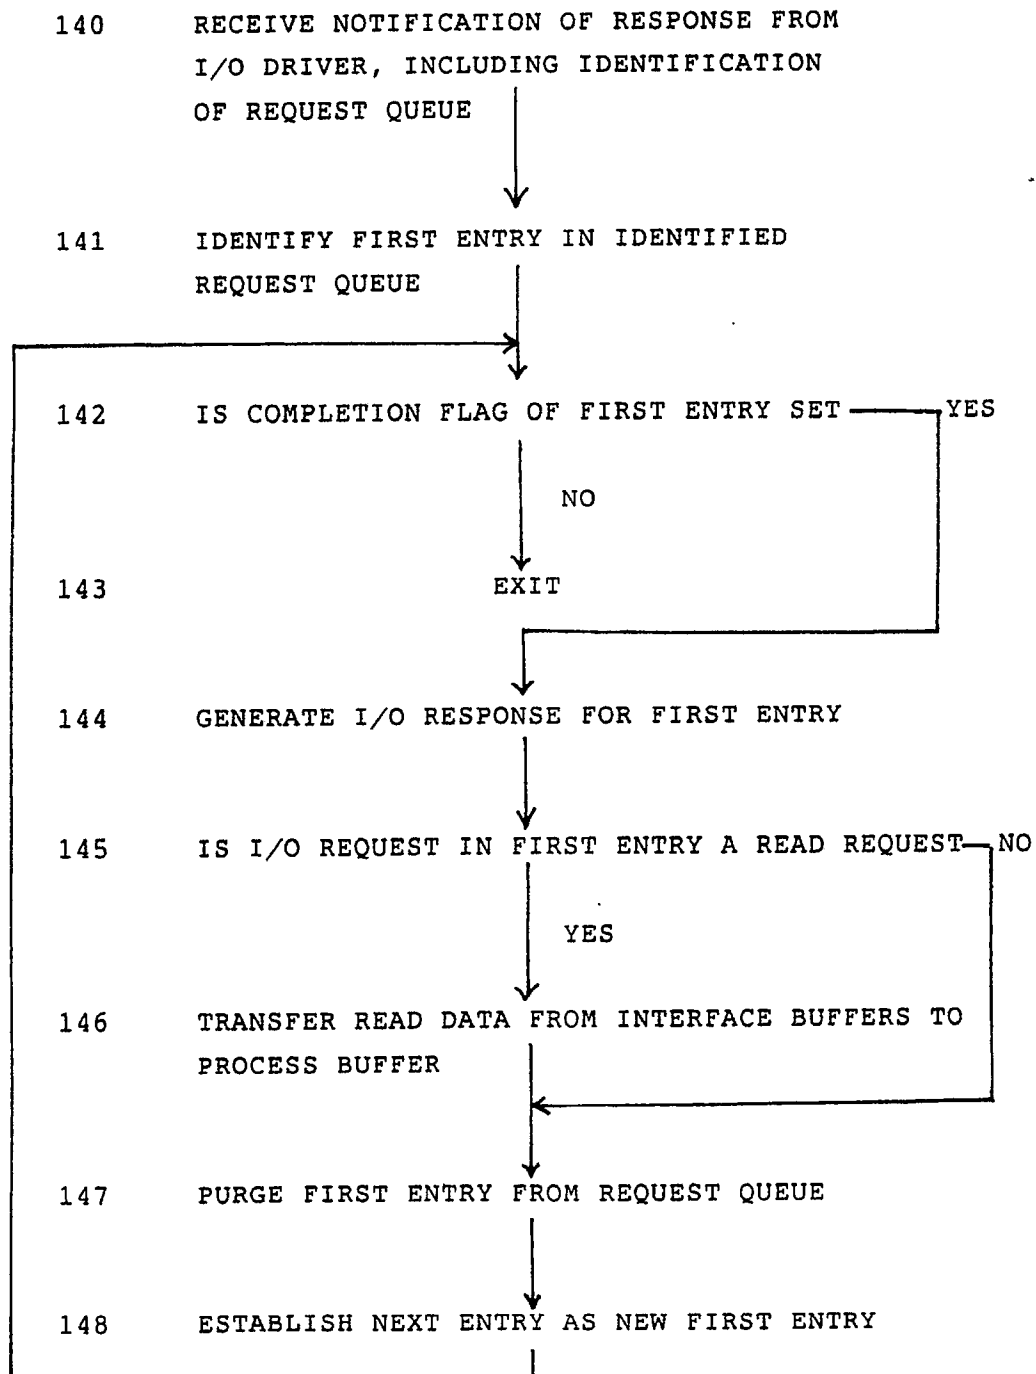 140 RECEIVE NOTIFICATION OF RESPONSE FROM
I/O DRIVER, INCLUDING IDENTIFICATION
OF REQUEST QUEUE
141 IDENTIFY FIRST ENTRY IN IDENTIFIED
REQUEST QUEUE
142 IS COMPLETION FLAG OF FIRST ENTRY SET YES
NO
143 EXIT
144 GENERATE I/O RESPONSE FOR FIRST ENTRY
145 IS I/O REQUEST IN FIRST ENTRY A READ REQUEST NO
YES
146 TRANSFER READ DATA FROM INTERFACE BUFFERS TO
PROCESS BUFFER
147 PURGE FIRST ENTRY FROM REQUEST QUEUE
148 ESTABLISH NEXT ENTRY AS NEW FIRST ENTRY